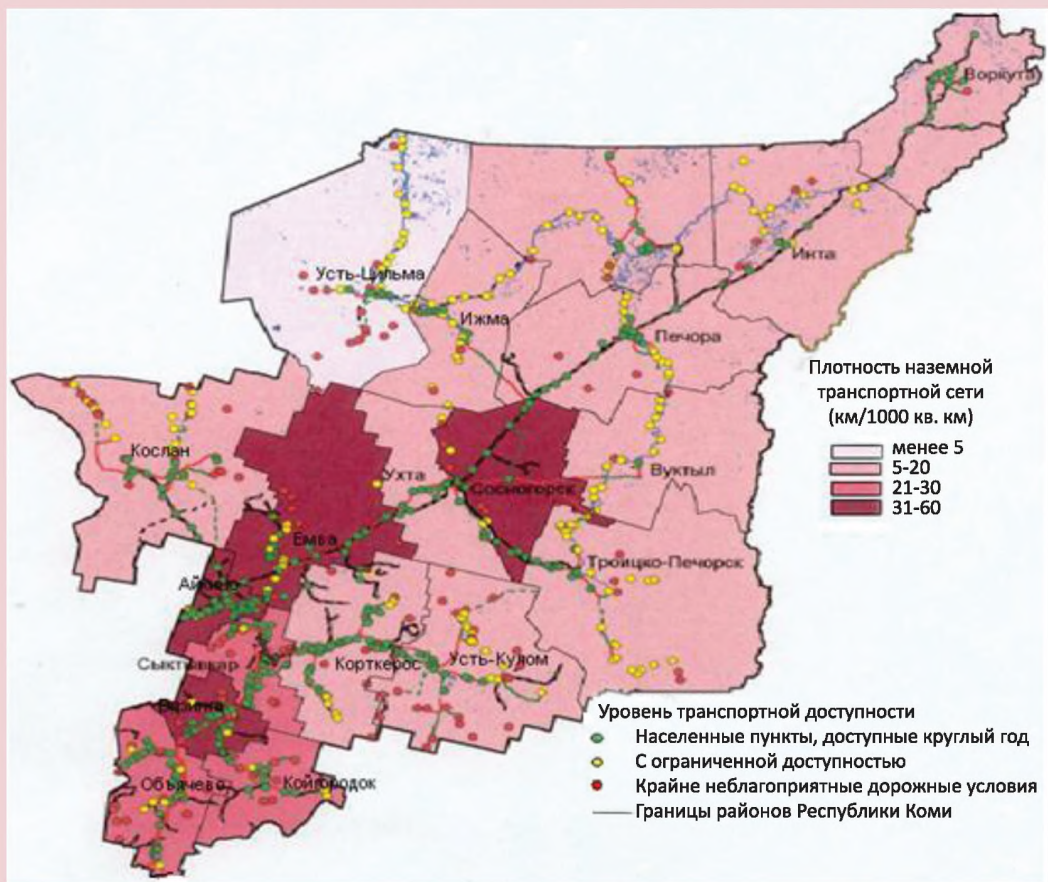 Воркута
Инта
Усть-Цильма
Ижма
Печора
Плотность наземной
транспортной сети
(км/1000 кв. км)
менее 5
5-20
21-30
31-60
Кослан
Ухта
Сосногорск
Вуктыл
Емва
Троицко-Печорск
Сыктывкар
Корткерос
Усть-Кулом
Объячево
Койгородок
Уровень транспортной доступности
Населенные пункты, доступные круглый год
С ограниченной доступностью
Крайне неблагоприятные дорожные условия
Границы районов Республики Коми